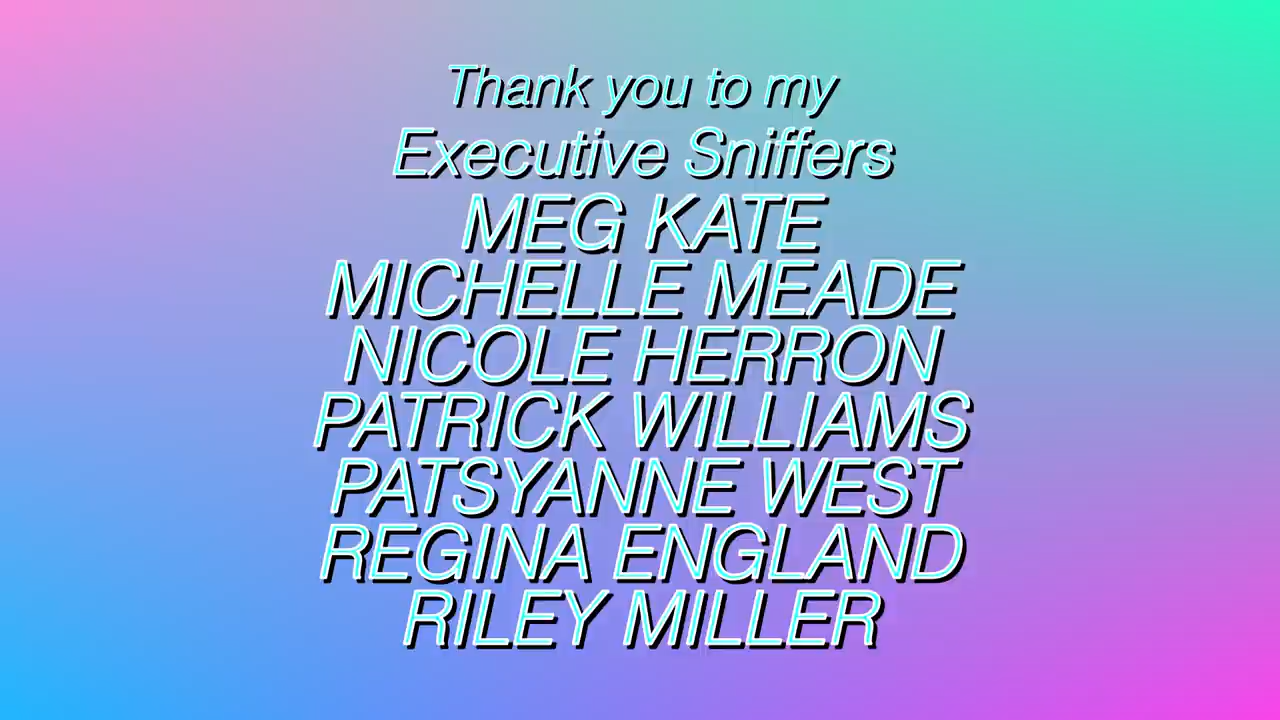 Thank you to my
Executive Sniffers
MEG KATE
MICHELLE MEADE
NICOLE HERRON
PATRICK WILLIAMS
PATSYANNE WEST
REGINA ENGLAND
RILEY MILLER